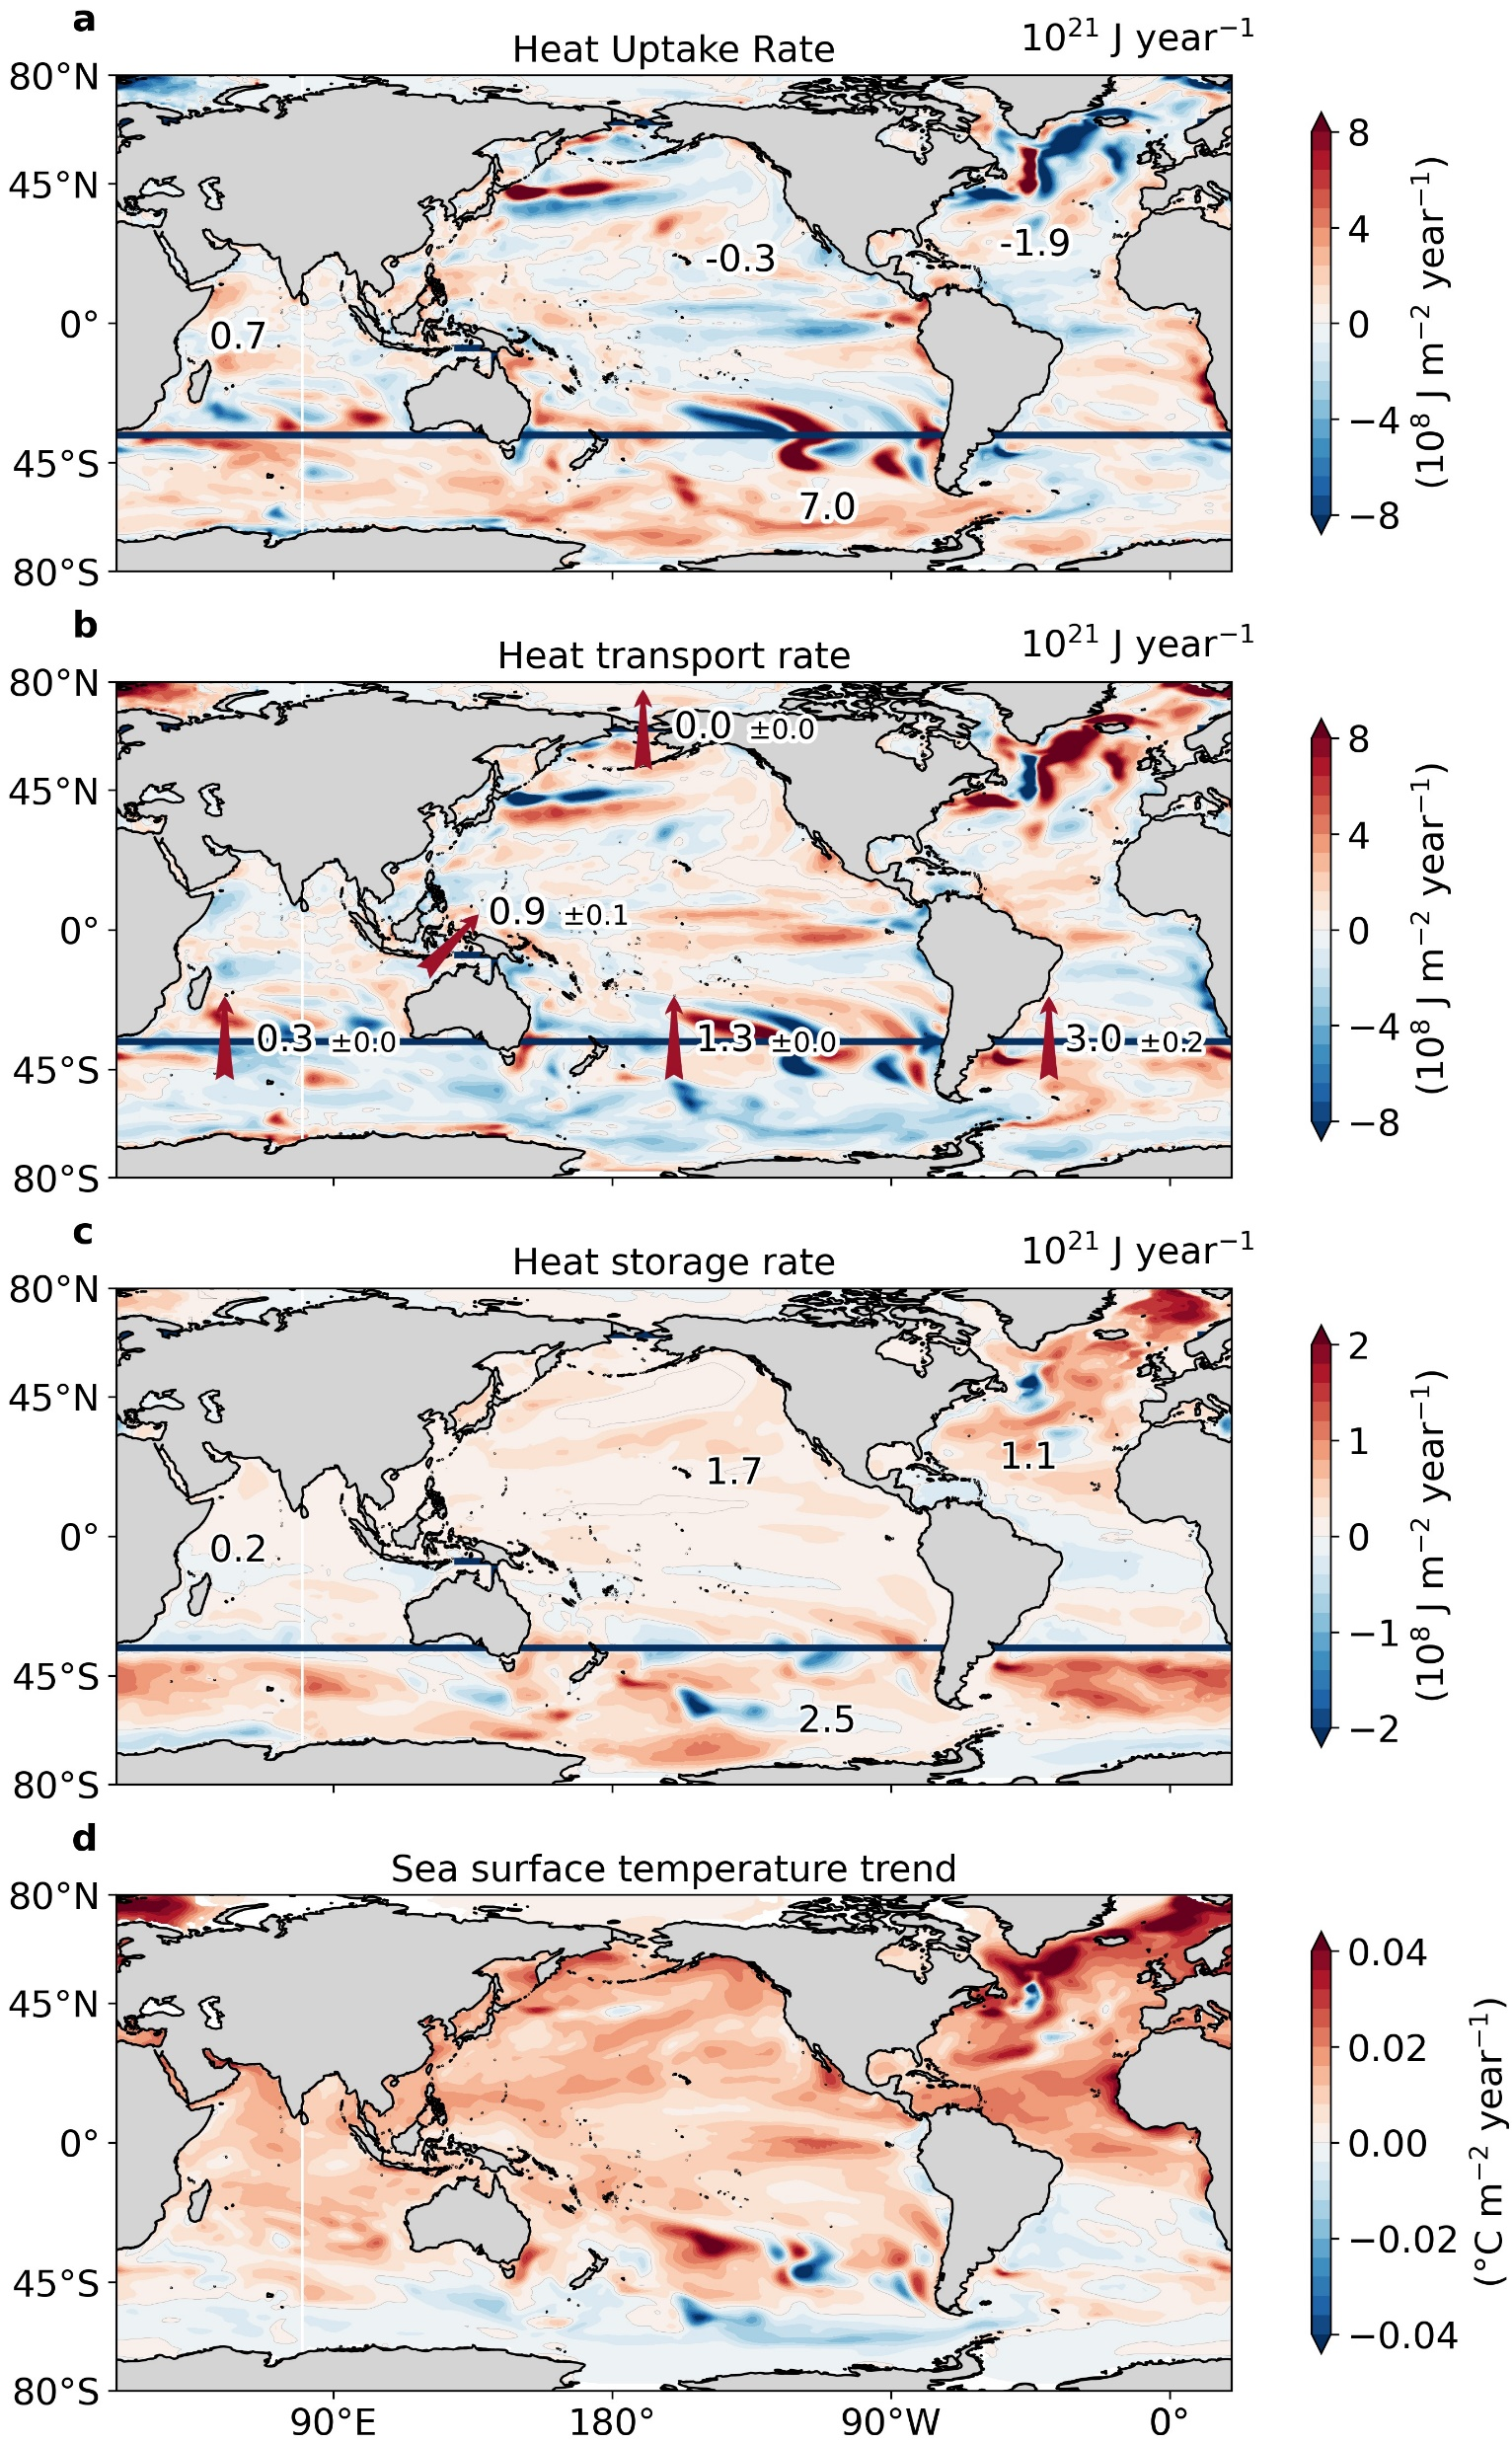 a
Heat Uptake Rate
10²¹ J year⁻¹
80°N
45°N
0°
45°S
80°S
0.7
-0.3
-1.9
7.0
8
4
0
−4
−8
(10⁸ J m⁻² year⁻¹)
b
Heat transport rate
10²¹ J year⁻¹
80°N
45°N
0°
45°S
80°S
0.0 ±0.0
0.9 ±0.1
0.3 ±0.0
1.3 ±0.0
3.0 ±0.2
8
4
0
−4
−8
(10⁸ J m⁻² year⁻¹)
c
Heat storage rate
10²¹ J year⁻¹
80°N
45°N
0°
45°S
80°S
1.7
1.1
0.2
2.5
2
1
0
−1
−2
(10⁸ J m⁻² year⁻¹)
d
Sea surface temperature trend
80°N
45°N
0°
45°S
80°S
90°E
180°
90°W
0°
0.04
0.02
0.00
−0.02
−0.04
(°C m⁻² year⁻¹)